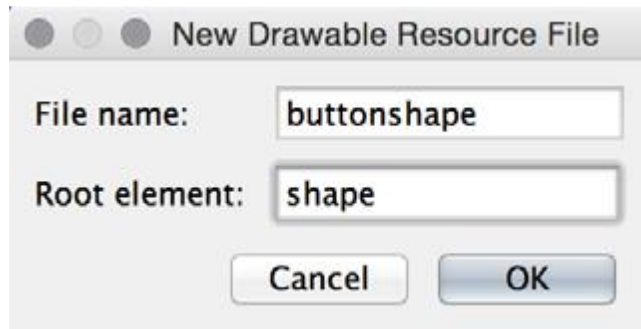 New Drawable Resource File
File name: buttonshape
Root element: shape
Cancel OK